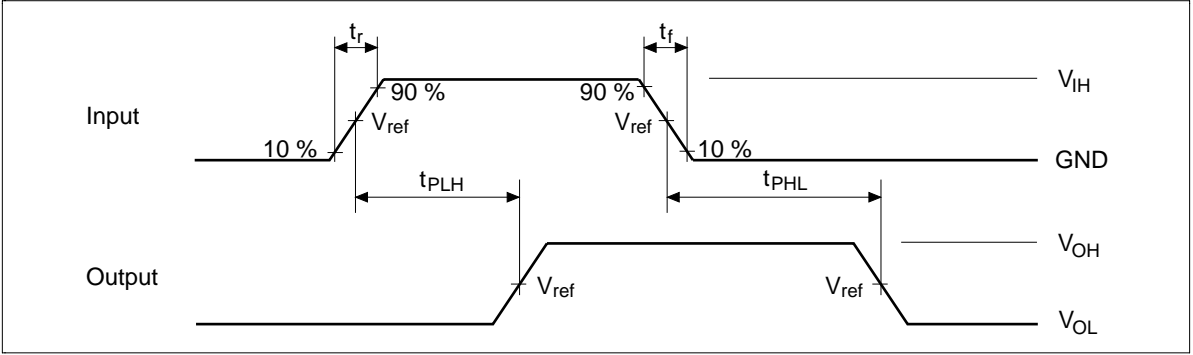 tr
tf
90 %
90 %
VIH
Input
Vref
Vref
10 %
10 %
GND
tPLH
tPHL
VOH
Output
Vref
Vref
VOL